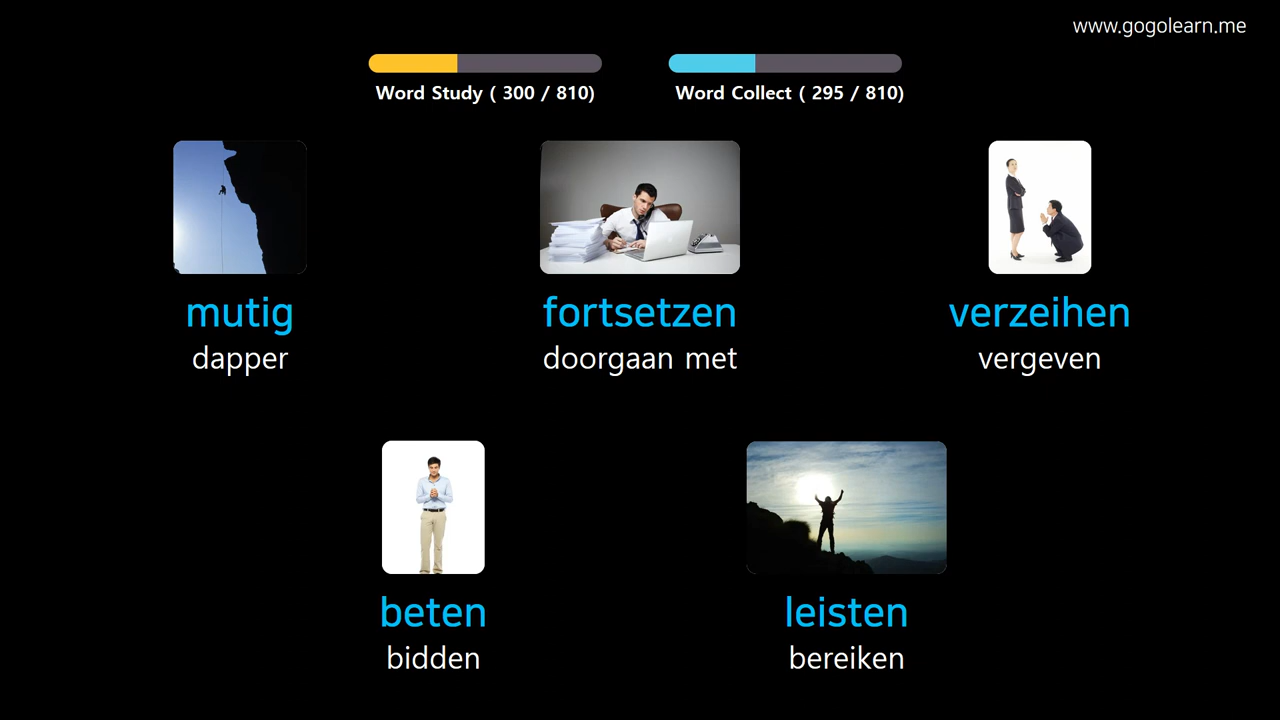 www.gogolearn.me
Word Study ( 300 / 810)
Word Collect ( 295 / 810)
mutig
dapper
fortsetzen
doorgaan met
verzeihen
vergeven
beten
bidden
leisten
bereiken